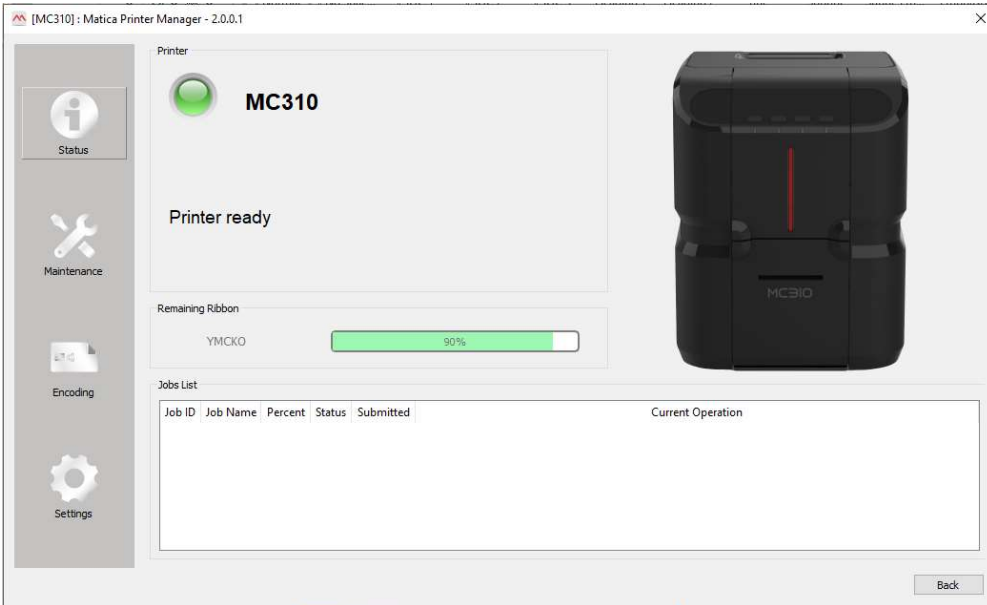 [MC310] : Matica Printer Manager - 2.0.0.1
Status
Maintenance
Encoding
Settings
Printer
MC310
Printer ready
Remaining Ribbon
YMCKO 90%
Jobs List
Job ID Job Name Percent Status Submitted Current Operation
MC310
Back